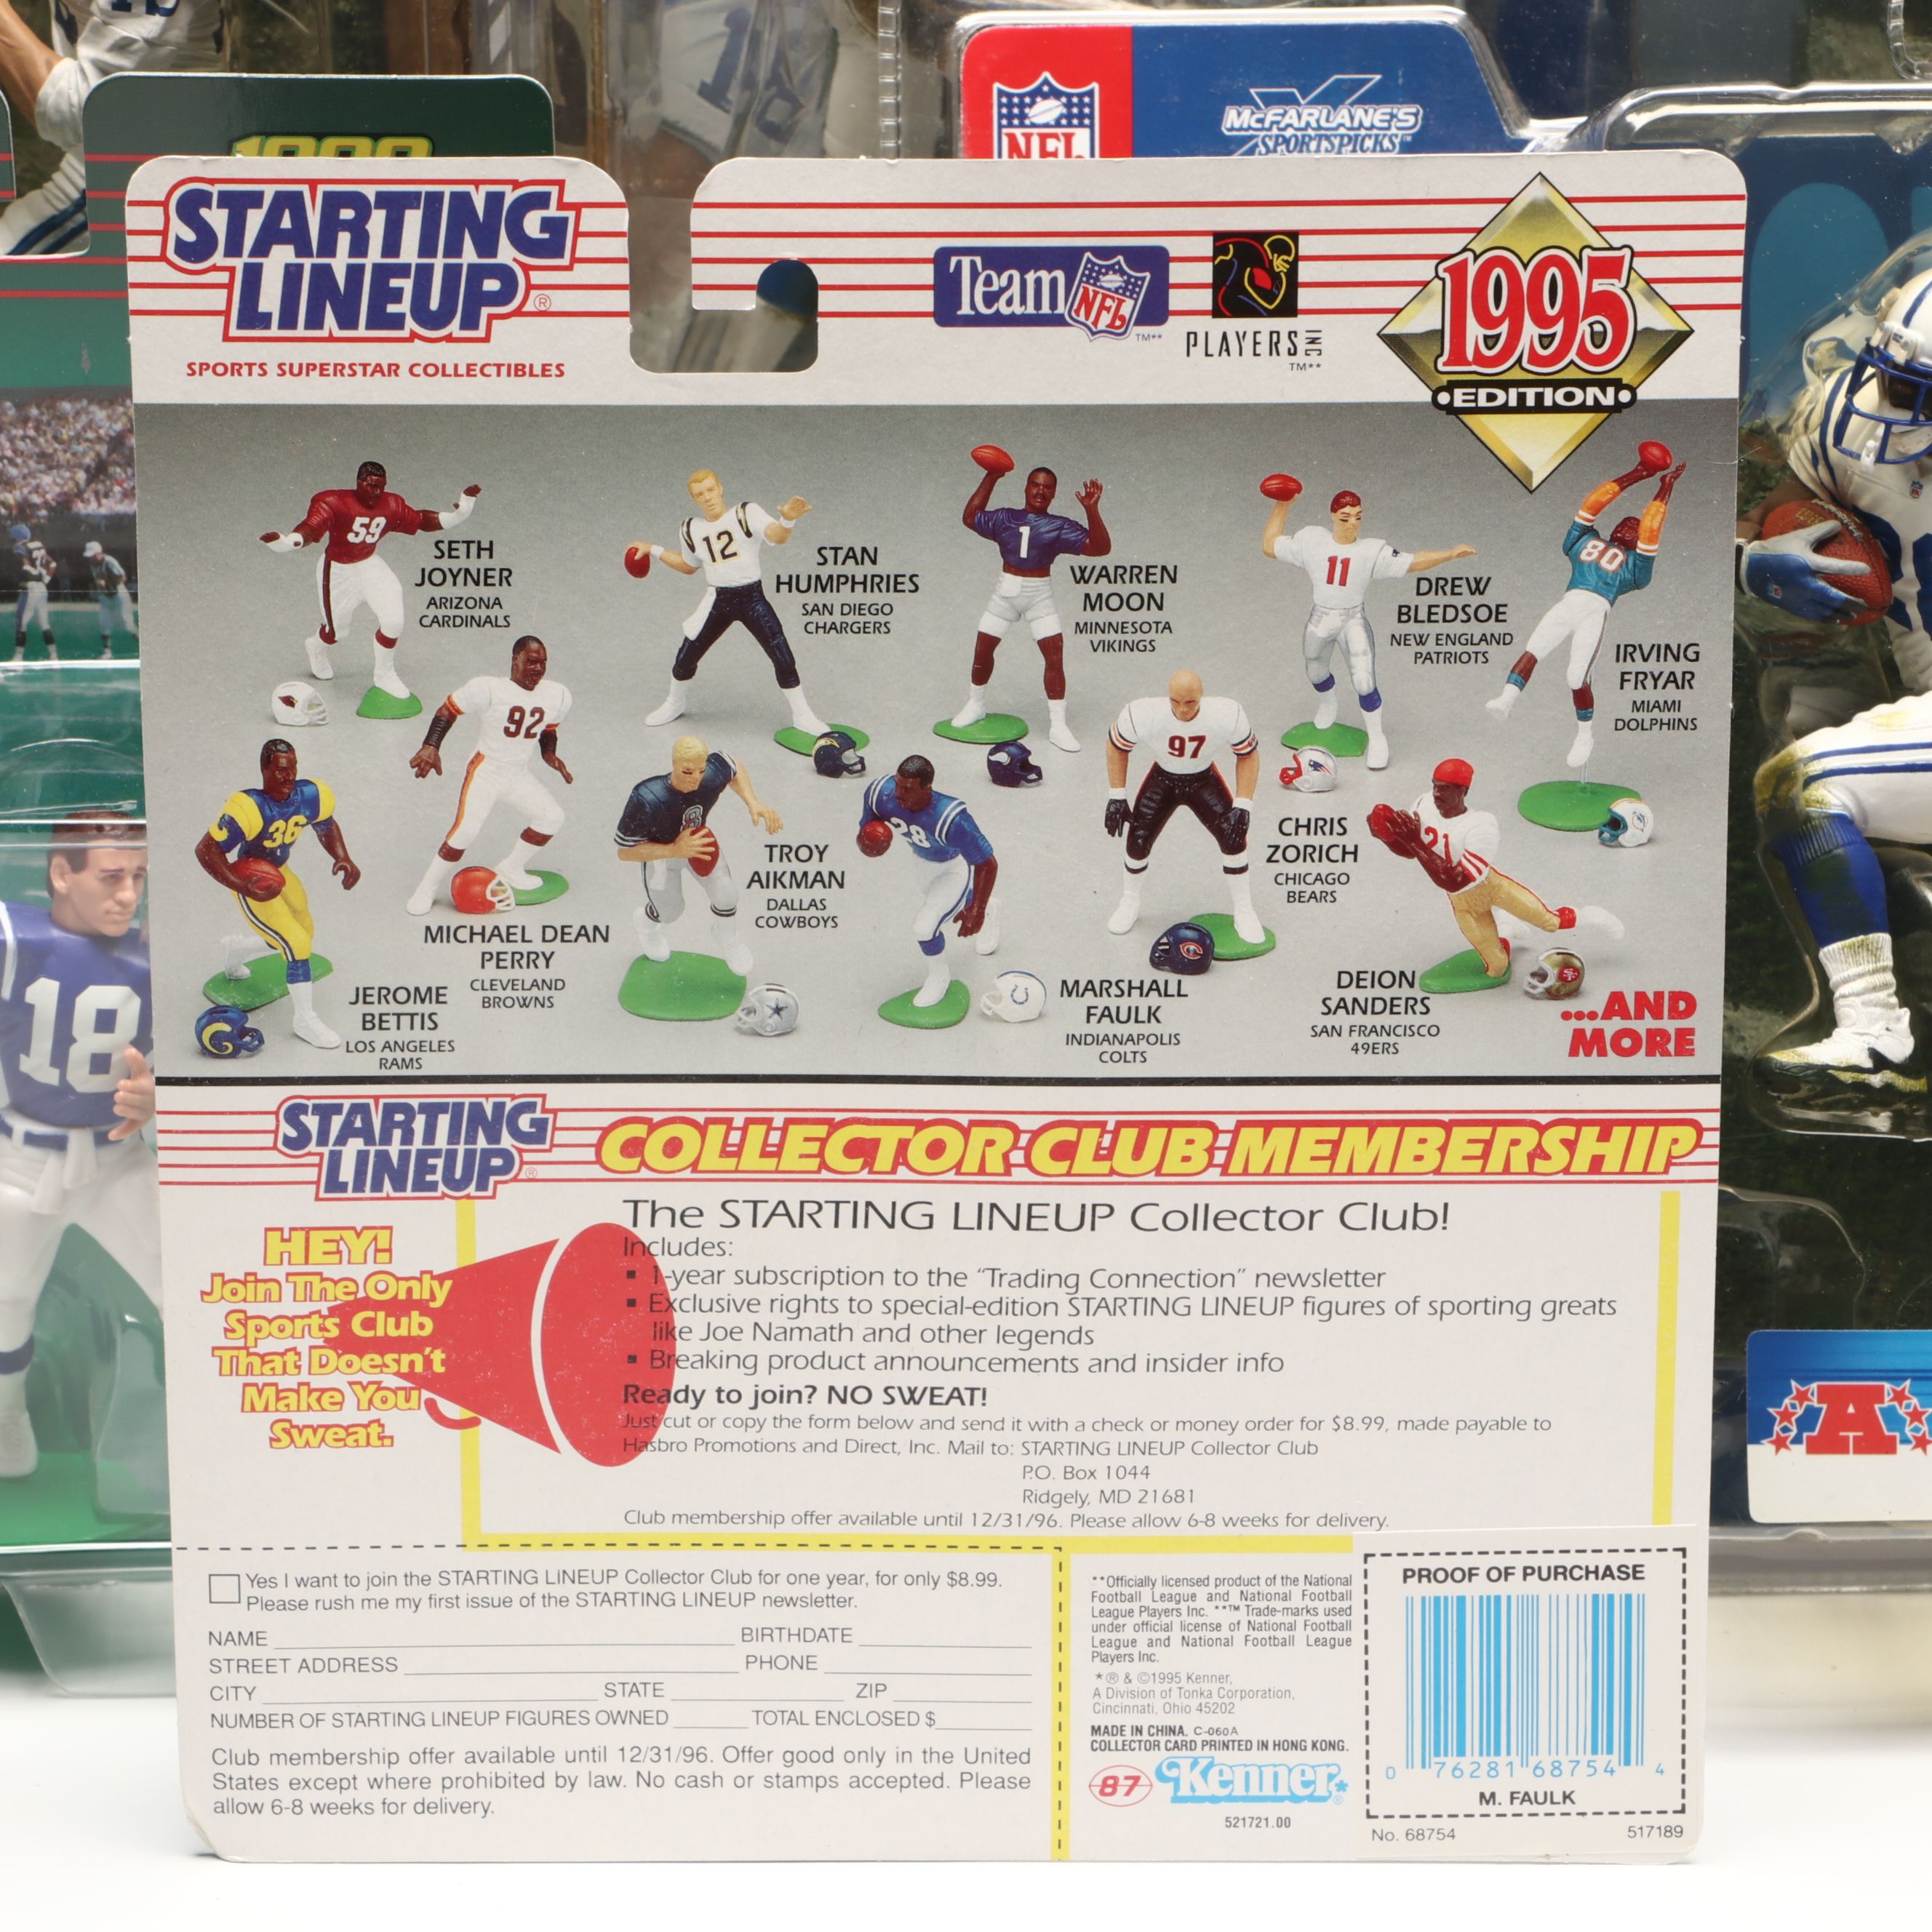 NFL
McFARLANE'S
SPORTSPICKS™
STARTING
LINEUP®
SPORTS SUPERSTAR COLLECTIBLES
Team NFL
TM**
PLAYERS INC
TM**
1995
•EDITION•
59
SETH
JOYNER
ARIZONA
CARDINALS
12
STAN
HUMPHRIES
SAN DIEGO
CHARGERS
1
WARREN
MOON
MINNESOTA
VIKINGS
11
DREW
BLEDSOE
NEW ENGLAND
PATRIOTS
80
IRVING
FRYAR
MIAMI
DOLPHINS
36
JEROME
BETTIS
LOS ANGELES
RAMS
92
MICHAEL DEAN
PERRY
CLEVELAND
BROWNS
8
TROY
AIKMAN
DALLAS
COWBOYS
28
MARSHALL
FAULK
INDIANAPOLIS
COLTS
97
CHRIS
ZORICH
CHICAGO
BEARS
21
DEION
SANDERS
SAN FRANCISCO
49ERS
...AND
MORE
18
STARTING
LINEUP®
COLLECTOR CLUB MEMBERSHIP
HEY!
Join The Only
Sports Club
That Doesn't
Make You
Sweat.
The STARTING LINEUP Collector Club!
Includes:
▪ 1-year subscription to the “Trading Connection” newsletter
▪ Exclusive rights to special-edition STARTING LINEUP figures of sporting greats
like Joe Namath and other legends
▪ Breaking product announcements and insider info
Ready to join? NO SWEAT!
Just cut or copy the form below and send it with a check or money order for $8.99, made payable to
Hasbro Promotions and Direct, Inc. Mail to: STARTING LINEUP Collector Club
P.O. Box 1044
Ridgely, MD 21681
Club membership offer available until 12/31/96. Please allow 6-8 weeks for delivery.
A
Yes I want to join the STARTING LINEUP Collector Club for one year, for only $8.99.
Please rush me my first issue of the STARTING LINEUP newsletter.
NAME BIRTHDATE
STREET ADDRESS PHONE
CITY STATE ZIP
NUMBER OF STARTING LINEUP FIGURES OWNED TOTAL ENCLOSED $
Club membership offer available until 12/31/96. Offer good only in the United
States except where prohibited by law. No cash or stamps accepted. Please
allow 6-8 weeks for delivery.
**Officially licensed product of the National
Football League and National Football
League Players Inc. **™ Trade-marks used
under official license of National Football
League and National Football League
Players Inc.
*® & ©1995 Kenner,
A Division of Tonka Corporation,
Cincinnati, Ohio 45202
MADE IN CHINA. C-060A
COLLECTOR CARD PRINTED IN HONG KONG.
87 Kenner*®
521721.00
PROOF OF PURCHASE
0 76281 68754 4
M. FAULK
No. 68754 517189